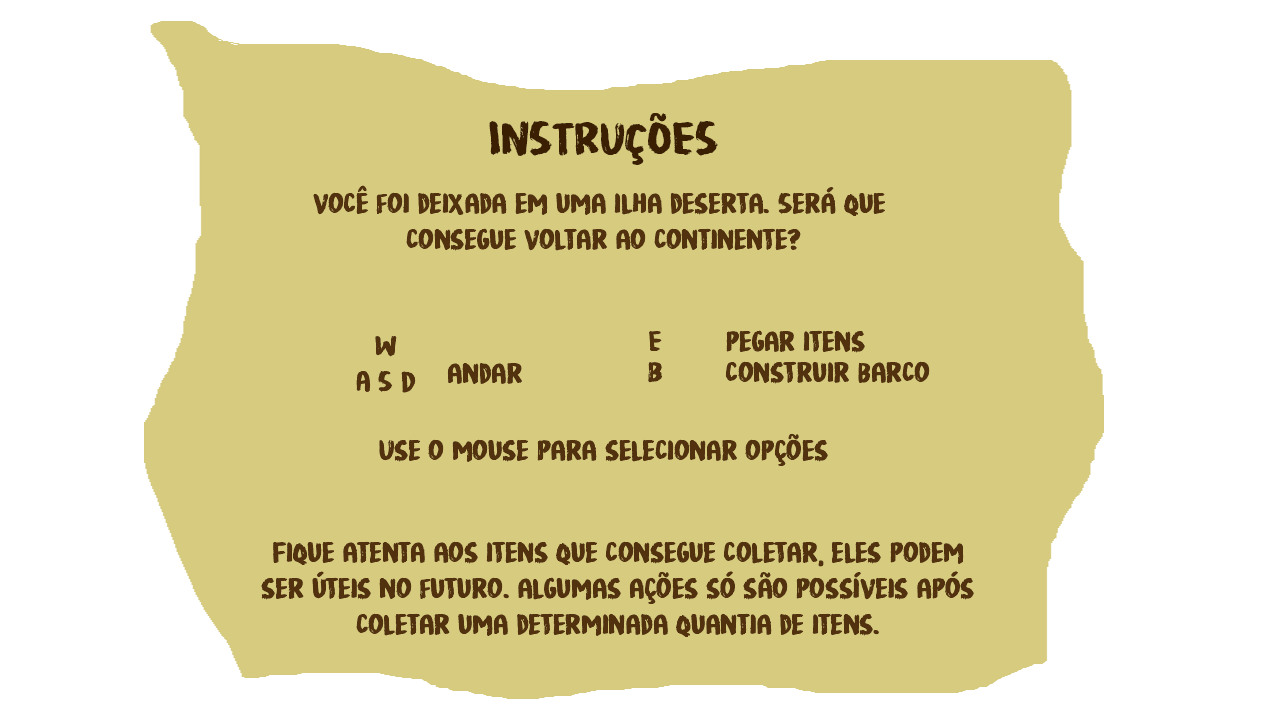 INSTRUÇÕES
VOCÊ FOI DEIXADA EM UMA ILHA DESERTA. SERÁ QUE
CONSEGUE VOLTAR AO CONTINENTE?
W
A S D ANDAR
E PEGAR ITENS
B CONSTRUIR BARCO
USE O MOUSE PARA SELECIONAR OPÇÕES
FIQUE ATENTA AOS ITENS QUE CONSEGUE COLETAR, ELES PODEM
SER ÚTEIS NO FUTURO. ALGUMAS AÇÕES SÓ SÃO POSSÍVEIS APÓS
COLETAR UMA DETERMINADA QUANTIA DE ITENS.